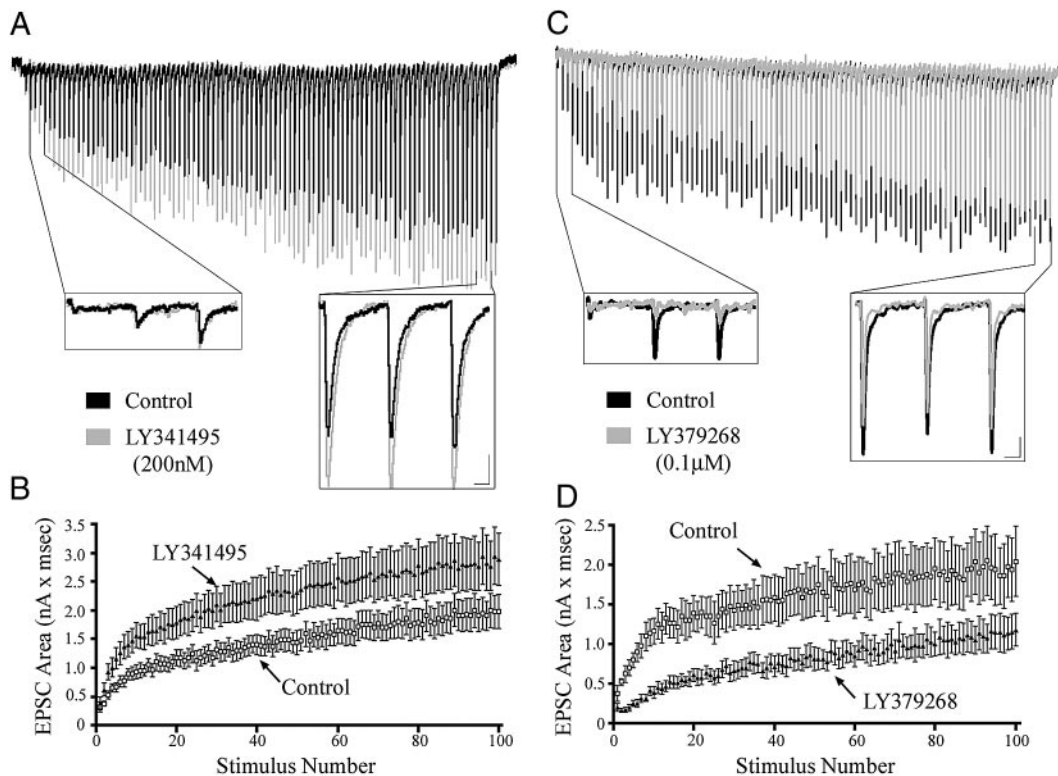 A
C
Control
LY341495
(200nM)
Control
LY379268
(0.1µM)
B
EPSC Area (nA x msec)
3.5
3.0
2.5
2.0
1.5
1.0
0.5
0
LY341495
Control
0
20
40
60
80
100
Stimulus Number
D
EPSC Area (nA x msec)
2.5
2.0
1.5
1.0
0.5
0
Control
LY379268
0
20
40
60
80
100
Stimulus Number